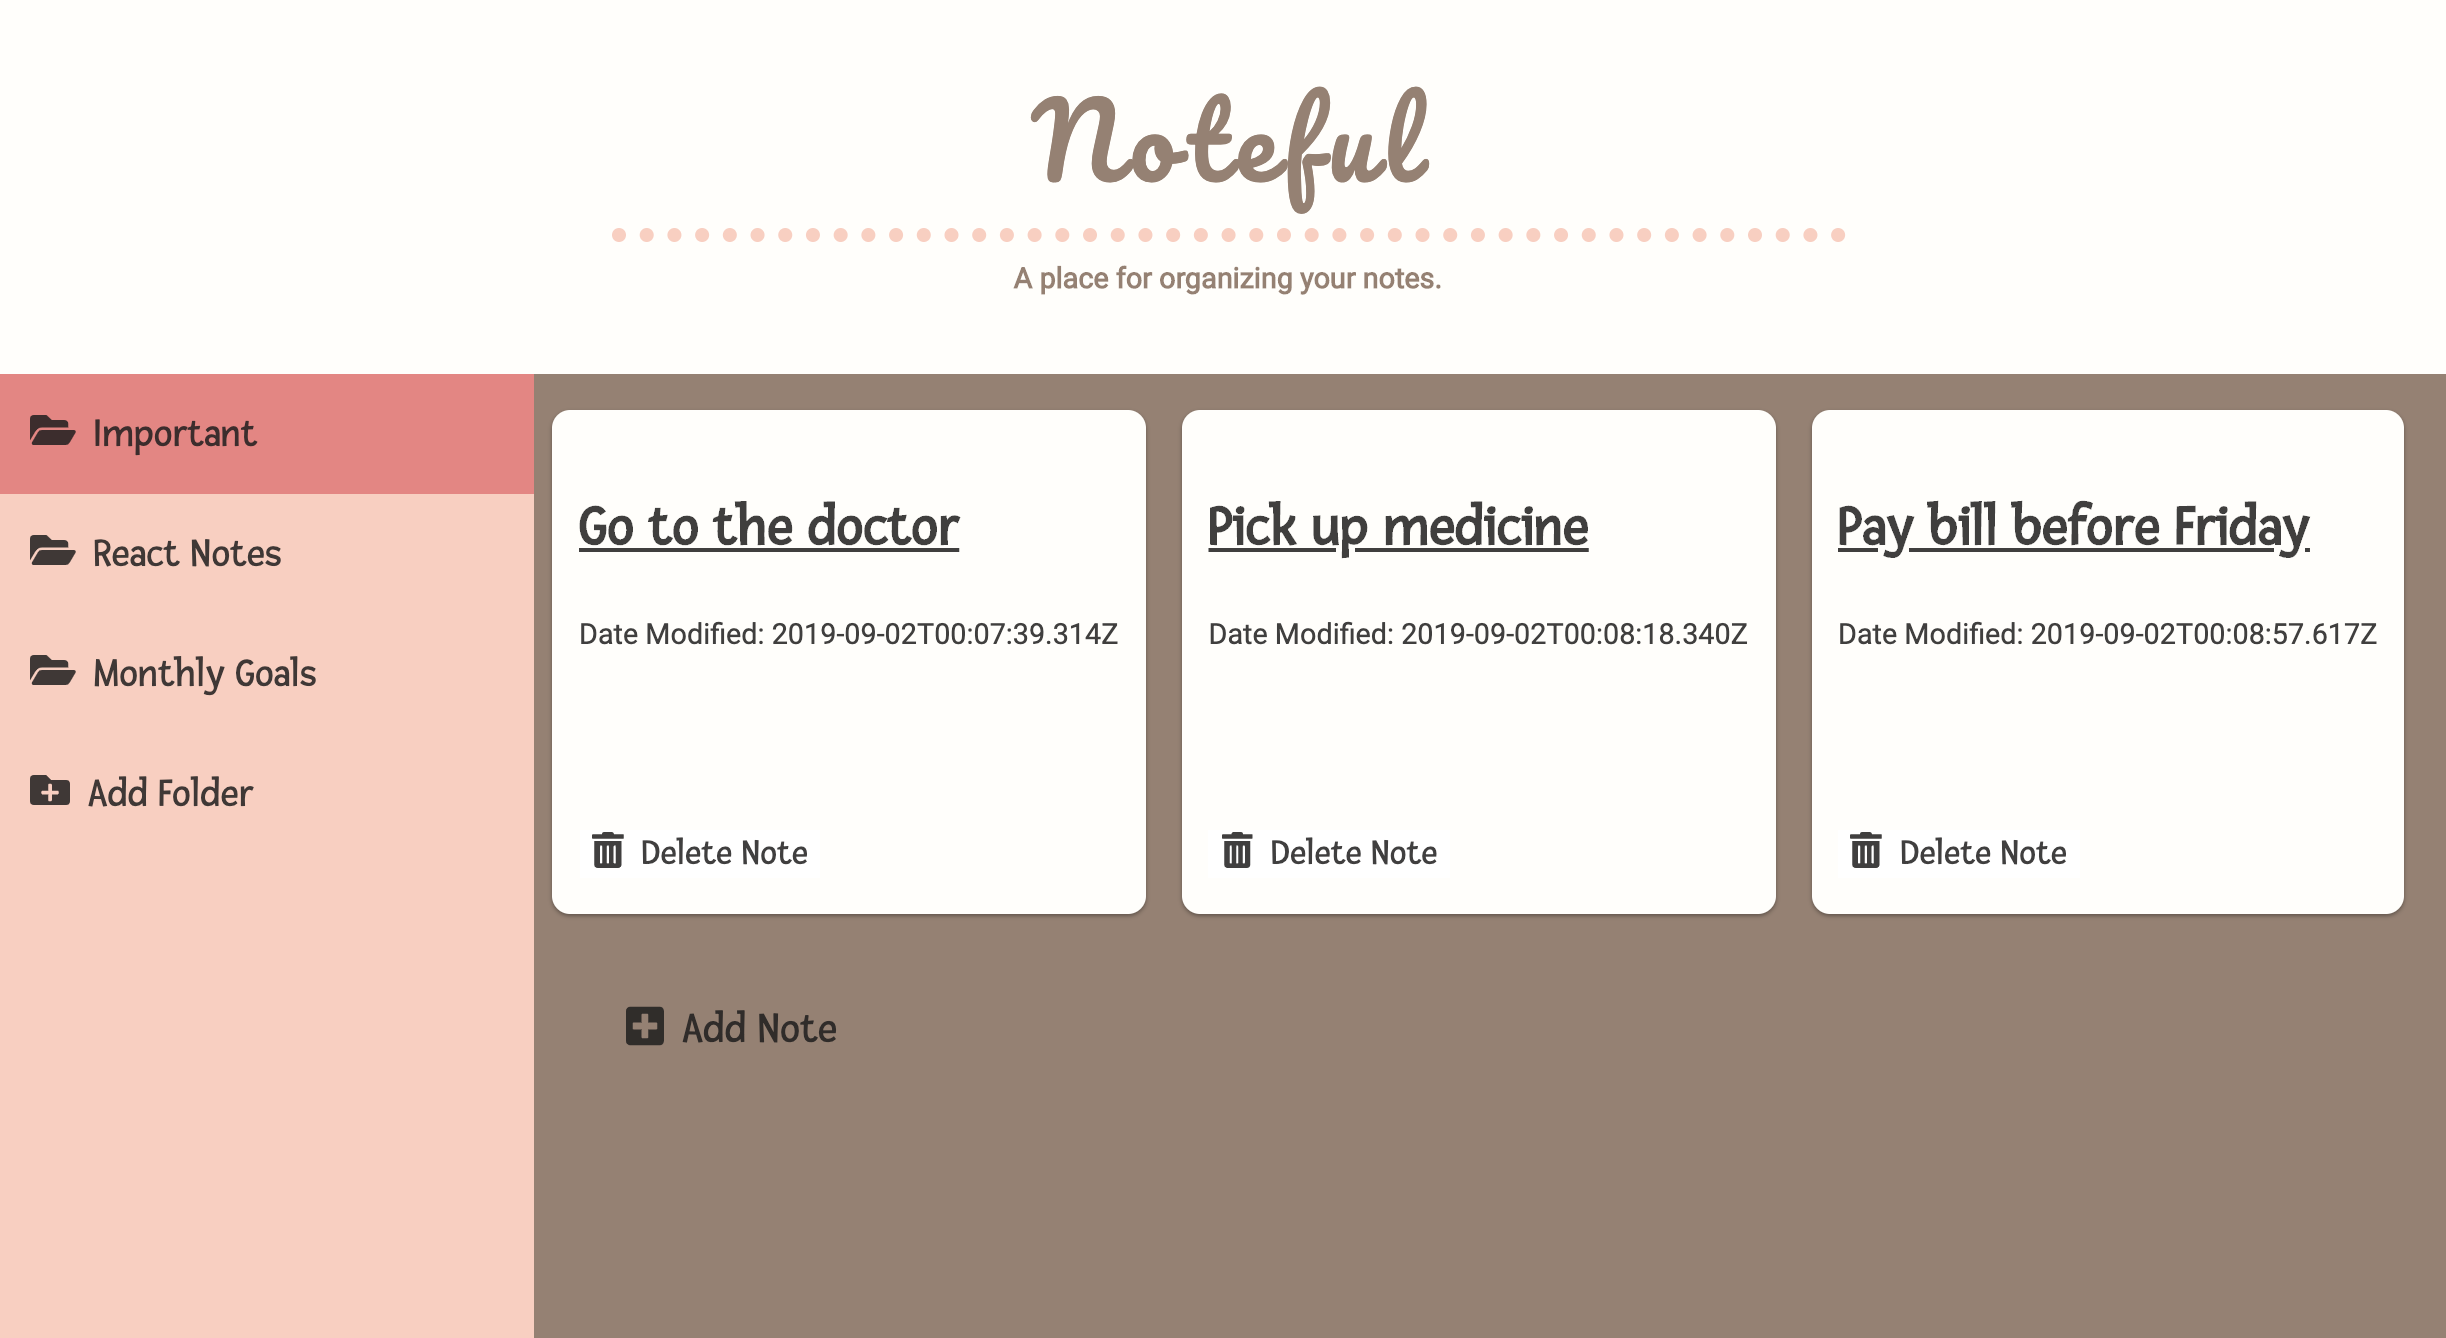 Noteful
A place for organizing your notes.
Important
React Notes
Monthly Goals
Add Folder
Go to the doctor
Date Modified: 2019-09-02T00:07:39.314Z
Delete Note
Pick up medicine
Date Modified: 2019-09-02T00:08:18.340Z
Delete Note
Pay bill before Friday
Date Modified: 2019-09-02T00:08:57.617Z
Delete Note
Add Note